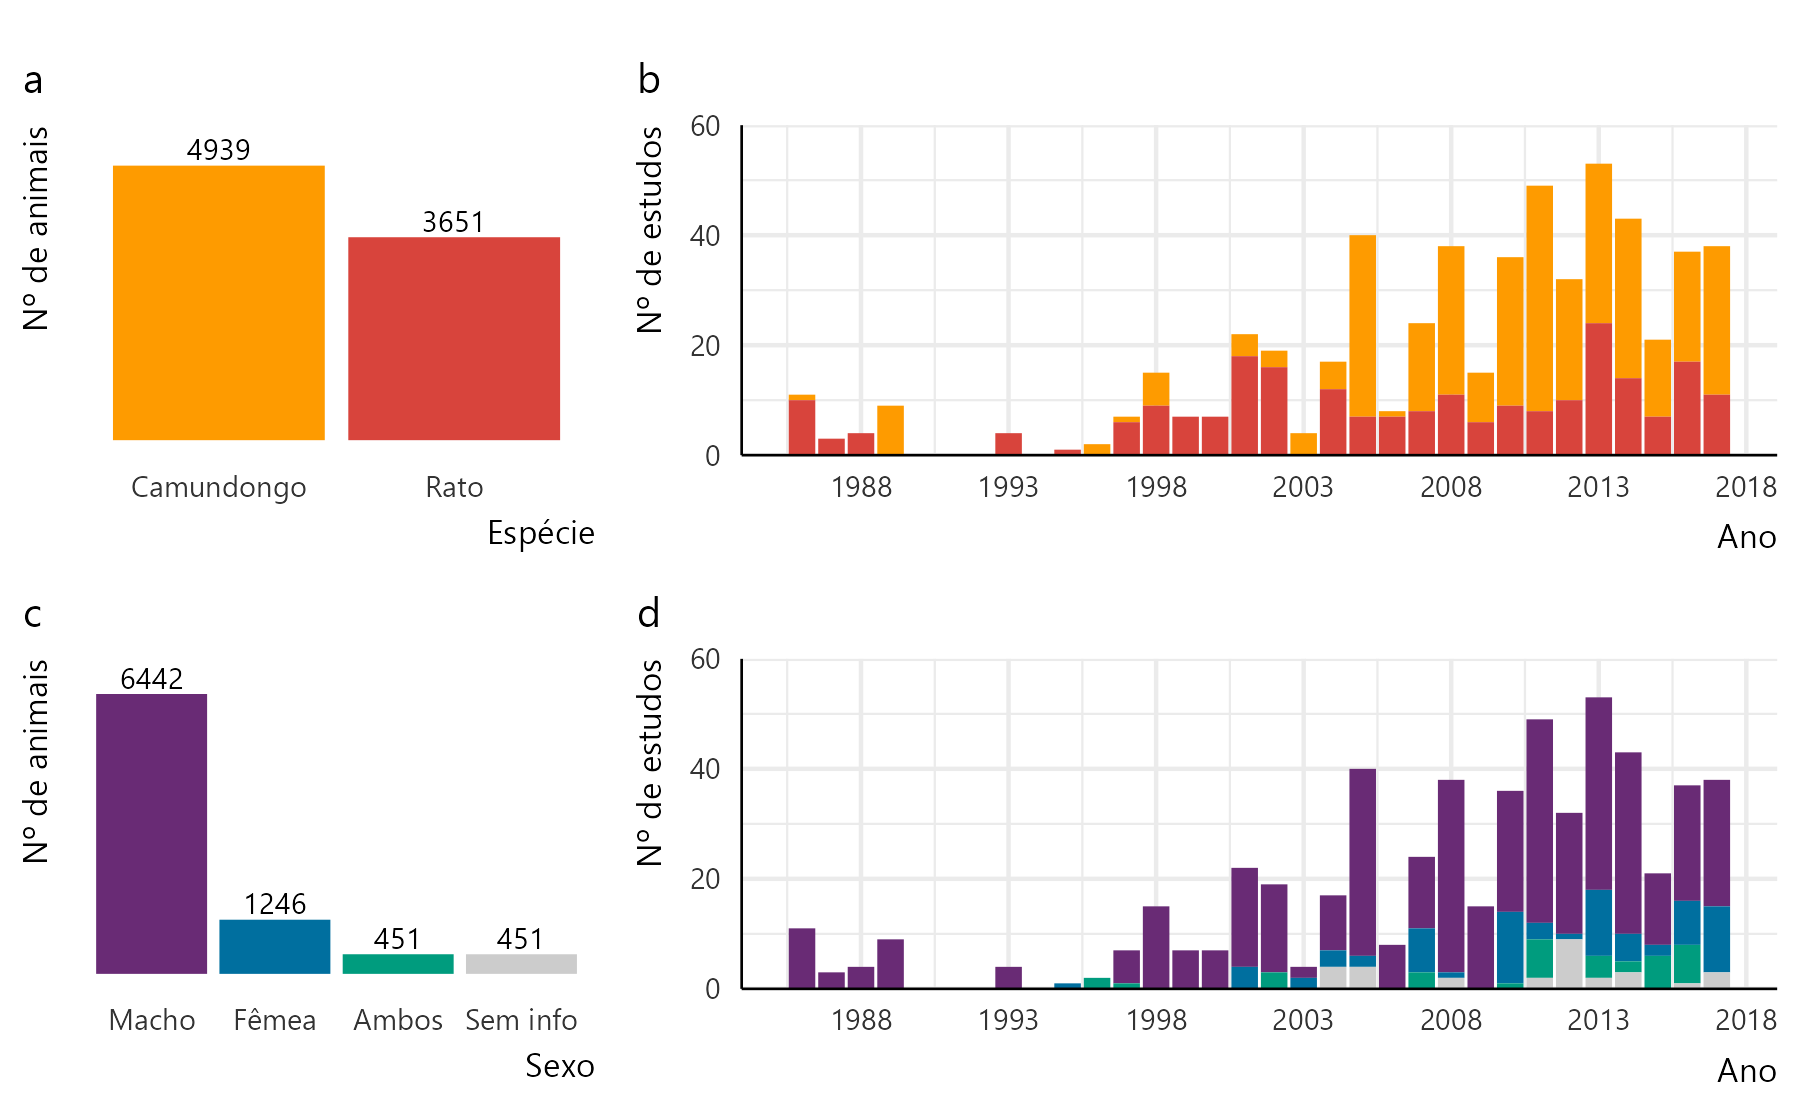 a
Nº de animais
4939
3651
Camundongo
Rato
Espécie
b
Nº de estudos
60
40
20
0
1988
1993
1998
2003
2008
2013
2018
Ano
c
Nº de animais
6442
1246
451
451
Macho
Fêmea
Ambos
Sem info
Sexo
d
Nº de estudos
60
40
20
0
1988
1993
1998
2003
2008
2013
2018
Ano